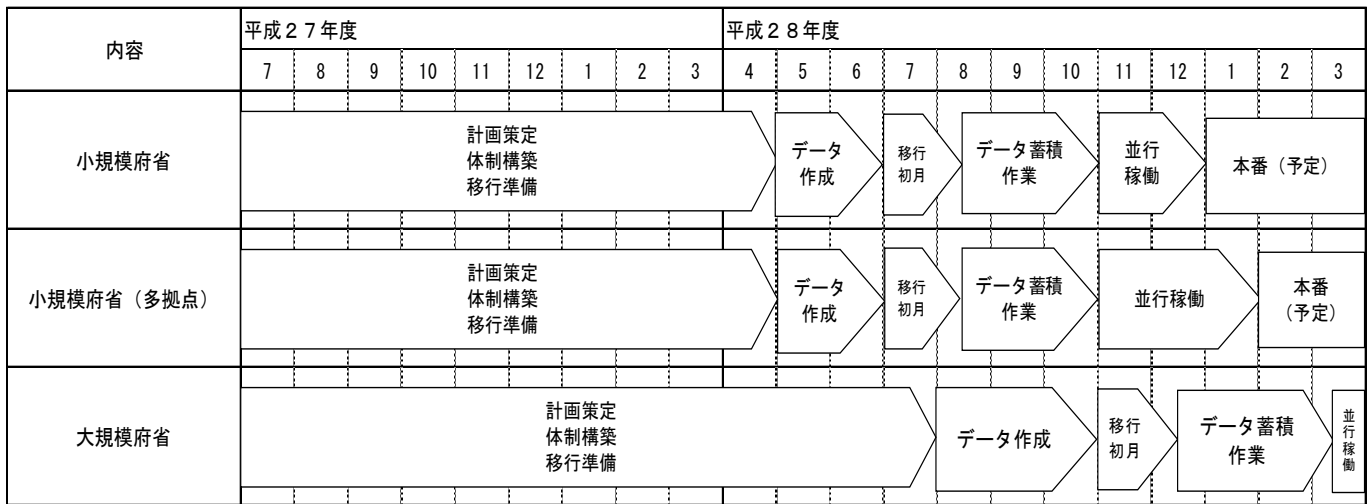 内容
平成２７年度
平成２８年度
7 8 9 10 11 12 1 2 3 4 5 6 7 8 9 10 11 12 1 2 3
小規模府省
計画策定
体制構築
移行準備
データ
作成
移行
初月
データ蓄積
作業
並行
稼働
本番（予定）
小規模府省（多拠点）
計画策定
体制構築
移行準備
データ
作成
移行
初月
データ蓄積
作業
並行稼働
本番
（予定）
大規模府省
計画策定
体制構築
移行準備
データ作成
移行
初月
データ蓄積
作業
並行稼働